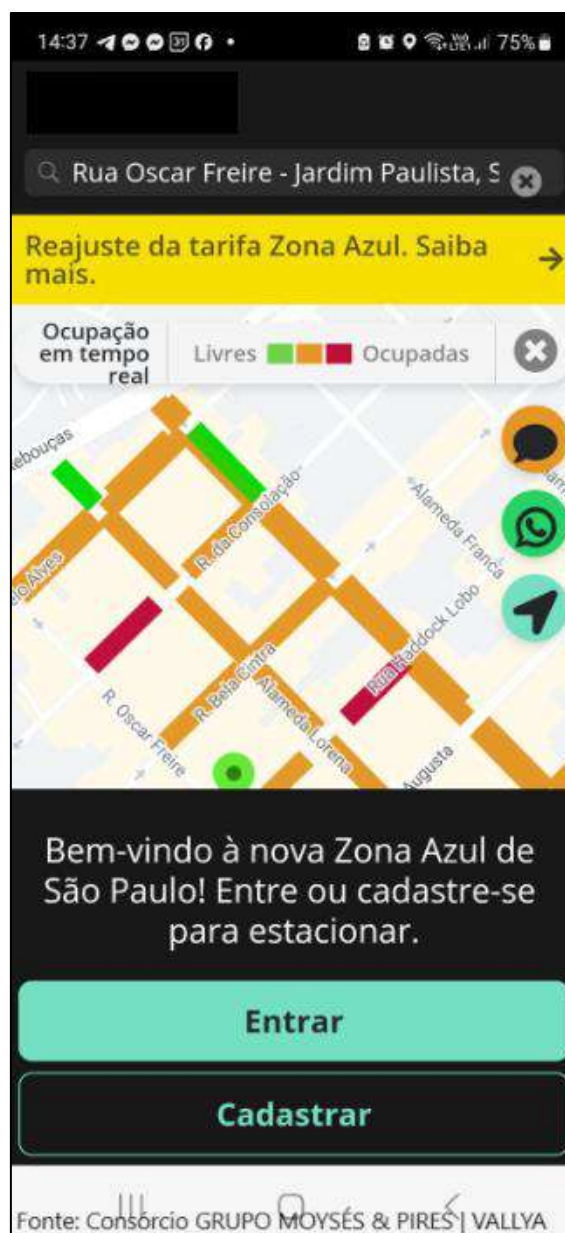 14:37
75%
Rua Oscar Freire - Jardim Paulista, S
Reajuste da tarifa Zona Azul. Saiba
mais.
Ocupação
em tempo
real
Livres
Ocupadas
Rebouças
R. da Consolação
Alameda Franca
elo Alves
Rua Haddock Lobo
R. Bela Cintra
R. Oscar Freire
Alameda Lorena
Augusta
Bem-vindo à nova Zona Azul de
São Paulo! Entre ou cadastre-se
para estacionar.
Entrar
Cadastrar
Fonte: Consórcio GRUPO MOYSÉS & PIRES | VALLYA